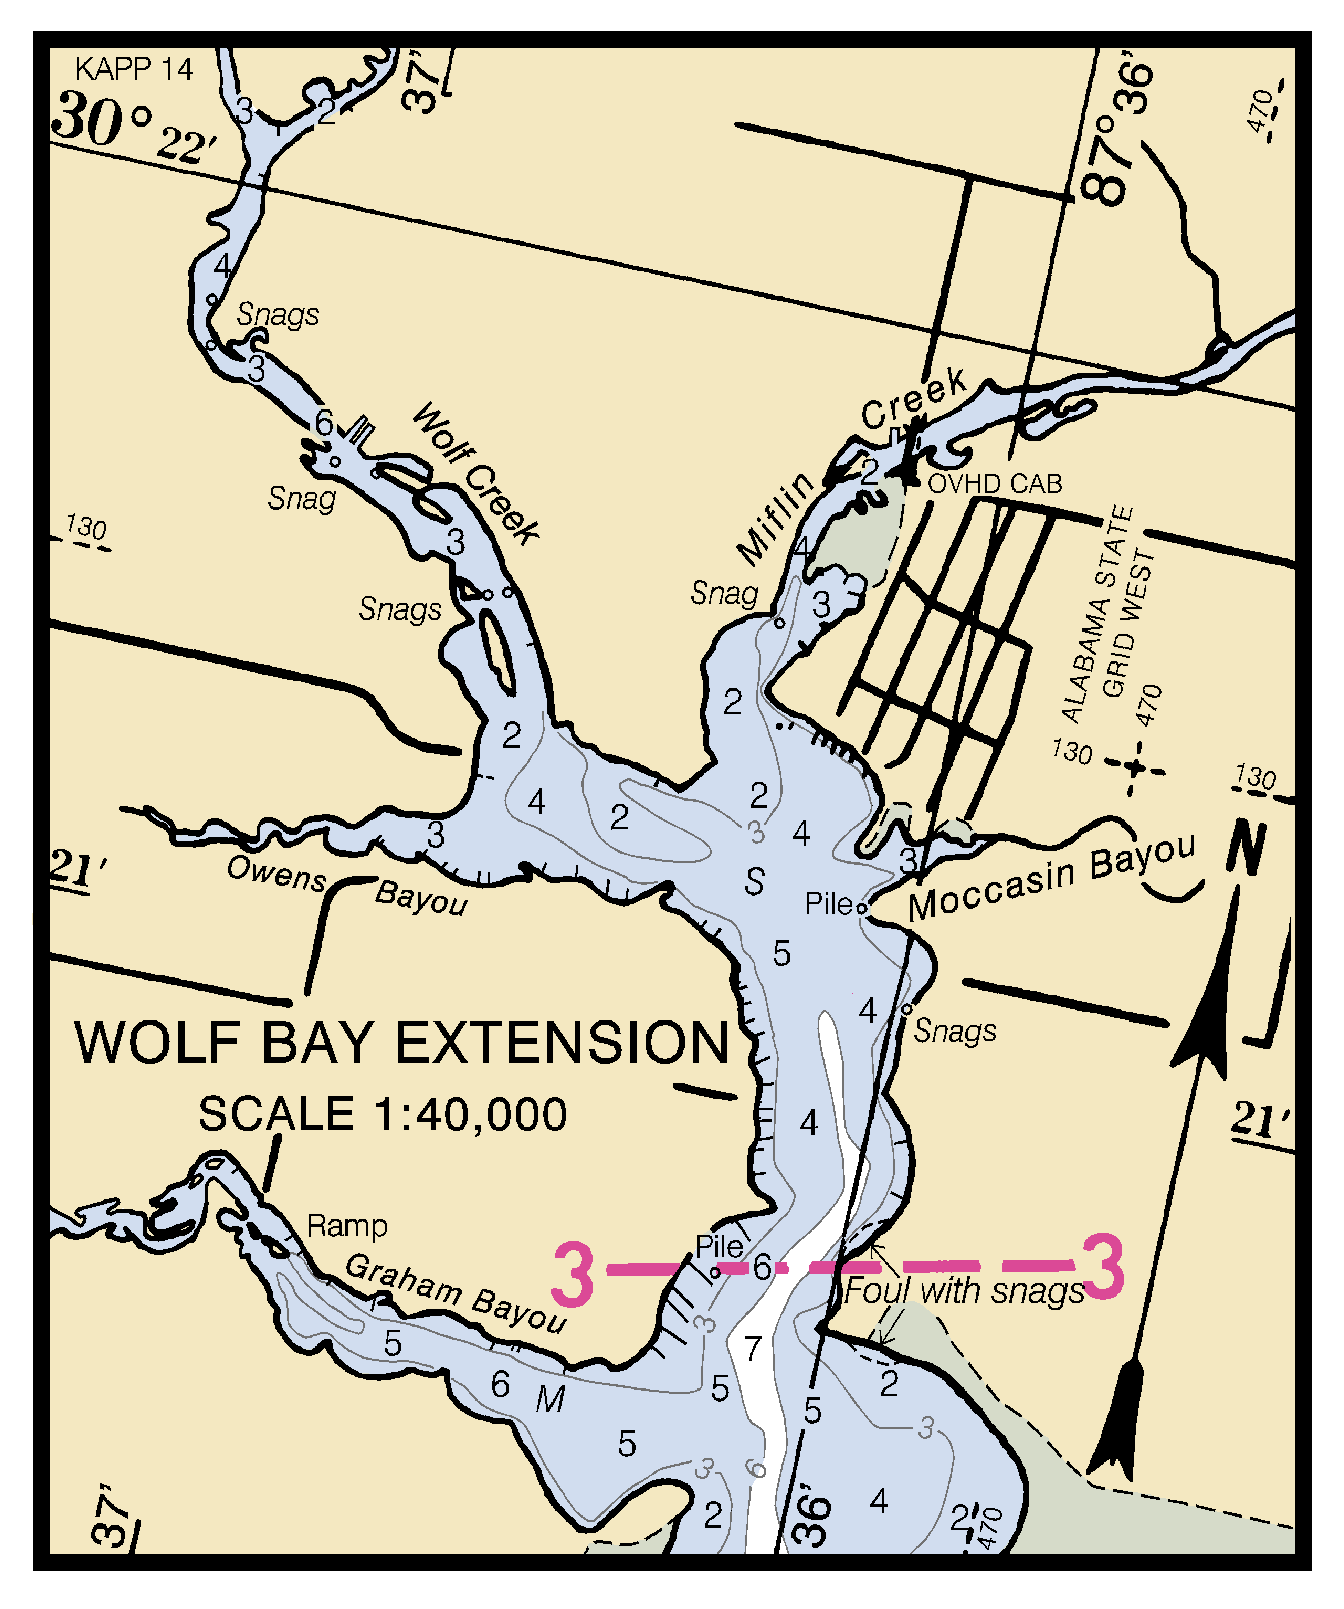 KAPP 14
37'
87°36'
470
30° 22'
3
2
4
Snags
3
6
Wolf Creek
Snag
3
Snags
130
Miflin Creek
2
OVHD CAB
4
Snag
3
ALABAMA STATE
GRID WEST
470
130
130
2
2
4
2
2
3
4
3
3
21'
Owens Bayou
S
Pile
Moccasin Bayou
N
5
4
Snags
WOLF BAY EXTENSION
SCALE 1:40,000
4
21'
Ramp
Pile
3
6
3
Graham Bayou
Foul with snags
3
5
7
6
M
5
2
5
3
5
3
6
4
2
2
470
37'
36'